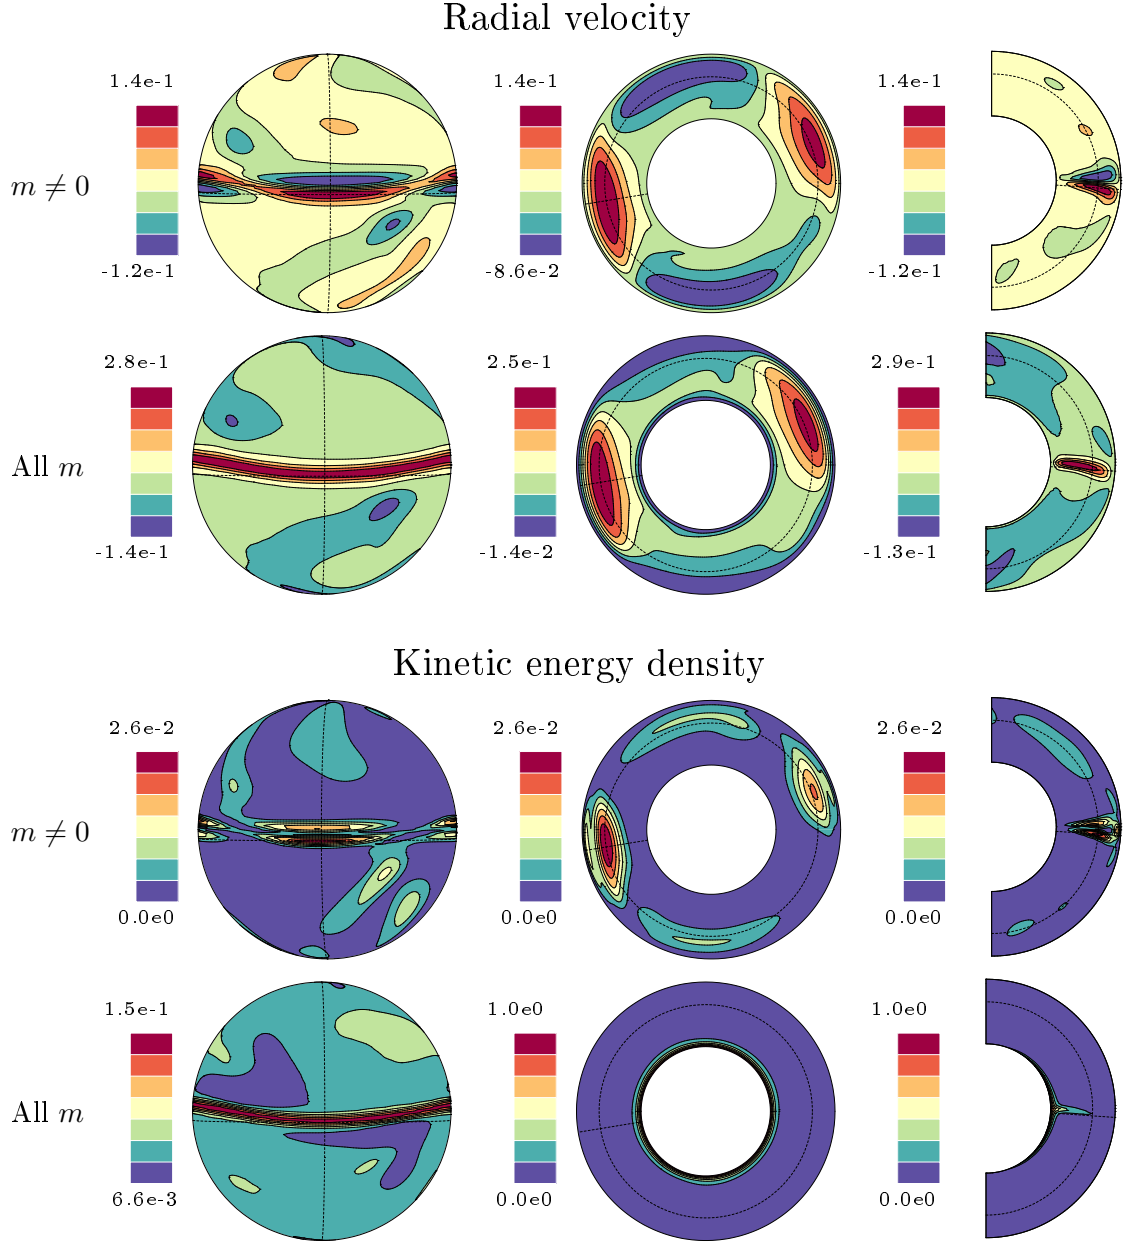 Radial velocity
1.4e-1 1.4e-1 1.4e-1
m ≠ 0
-1.2e-1 -8.6e-2 -1.2e-1
2.8e-1 2.5e-1 2.9e-1
All m
-1.4e-1 -1.4e-2 -1.3e-1
Kinetic energy density
2.6e-2 2.6e-2 2.6e-2
m ≠ 0
0.0e0 0.0e0 0.0e0
1.5e-1 1.0e0 1.0e0
All m
6.6e-3 0.0e0 0.0e0